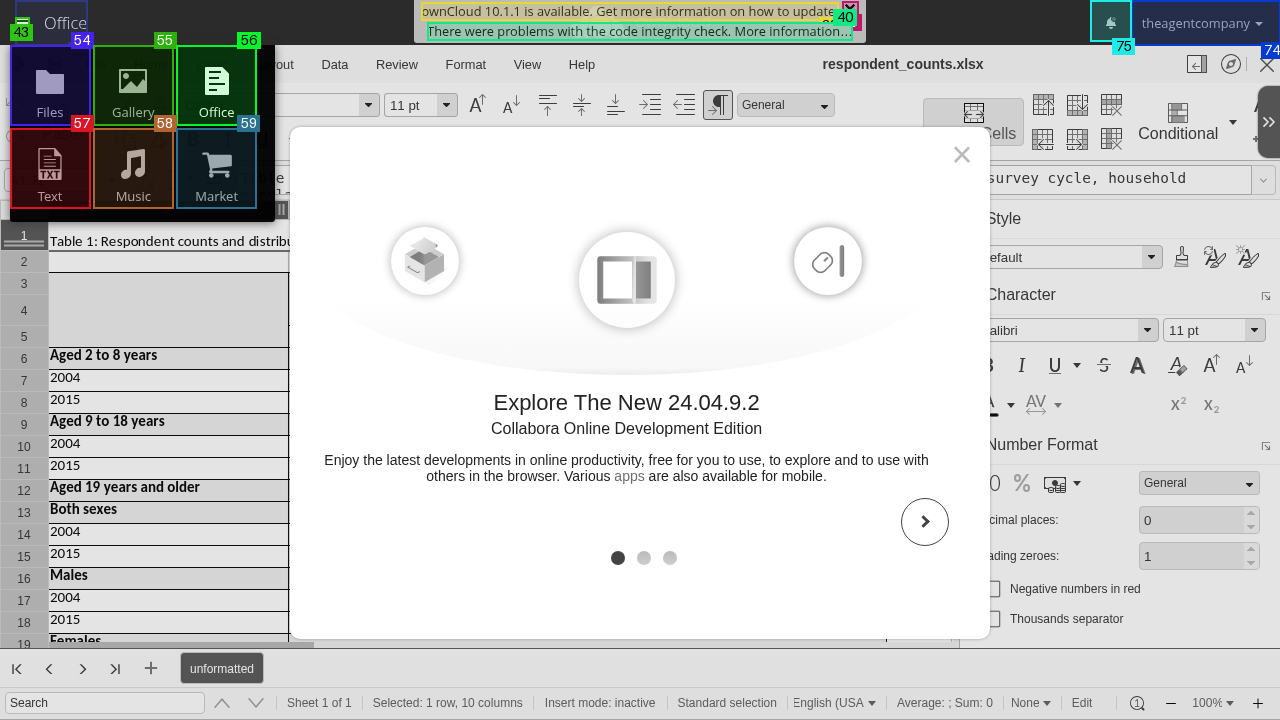 Office
ownCloud 10.1.1 is available. Get more information on how to update
40
There were problems with the code integrity check. More information...
theagentcompany
43
54
55
56
75
74
Files
Gallery
Office
57
58
59
Text
Music
Market
Data
Review
Format
View
Help
respondent_counts.xlsx
11 pt
General
Cells
Conditional
survey cycle, household
1
Table 1: Respondent counts and distribu
2
3
4
5
6
Aged 2 to 8 years
7
2004
8
2015
9
Aged 9 to 18 years
10
2004
11
2015
12
Aged 19 years and older
13
Both sexes
14
2004
15
2015
16
Males
17
2004
18
2015
19
Females
Explore The New 24.04.9.2
Collabora Online Development Edition
Enjoy the latest developments in online productivity, free for you to use, to explore and to use with
others in the browser. Various apps are also available for mobile.
Style
efault
Character
alibri
11 pt
I
U
S
A
A
AV
Number Format
General
cimal places:
0
ading zeroes:
1
Negative numbers in red
Thousands separator
unformatted
Search
Sheet 1 of 1
Selected: 1 row, 10 columns
Insert mode: inactive
Standard selection
English (USA
Average: ; Sum: 0
None
Edit
100%